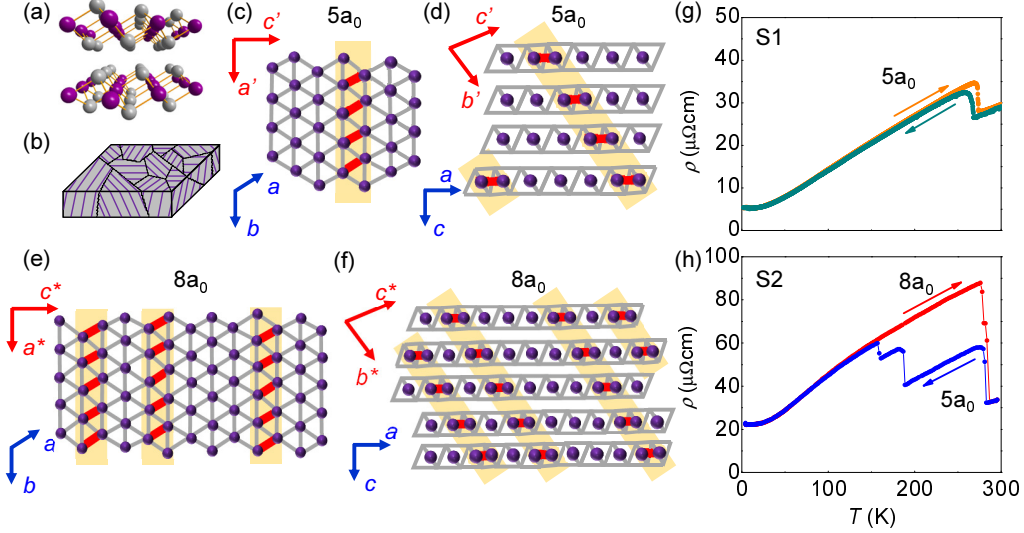 (a)
(b)
(c)
5a0
c'
a'
a
b
(d)
5a0
c'
b'
a
c
(e)
8a0
c*
a*
a
b
(f)
8a0
c*
b*
a
c
(g)
S1
5a0
50
40
30
20
10
0
ρ (μΩcm)
(h)
S2
8a0
5a0
100
80
60
40
20
0
ρ (μΩcm)
0
100
200
300
T (K)